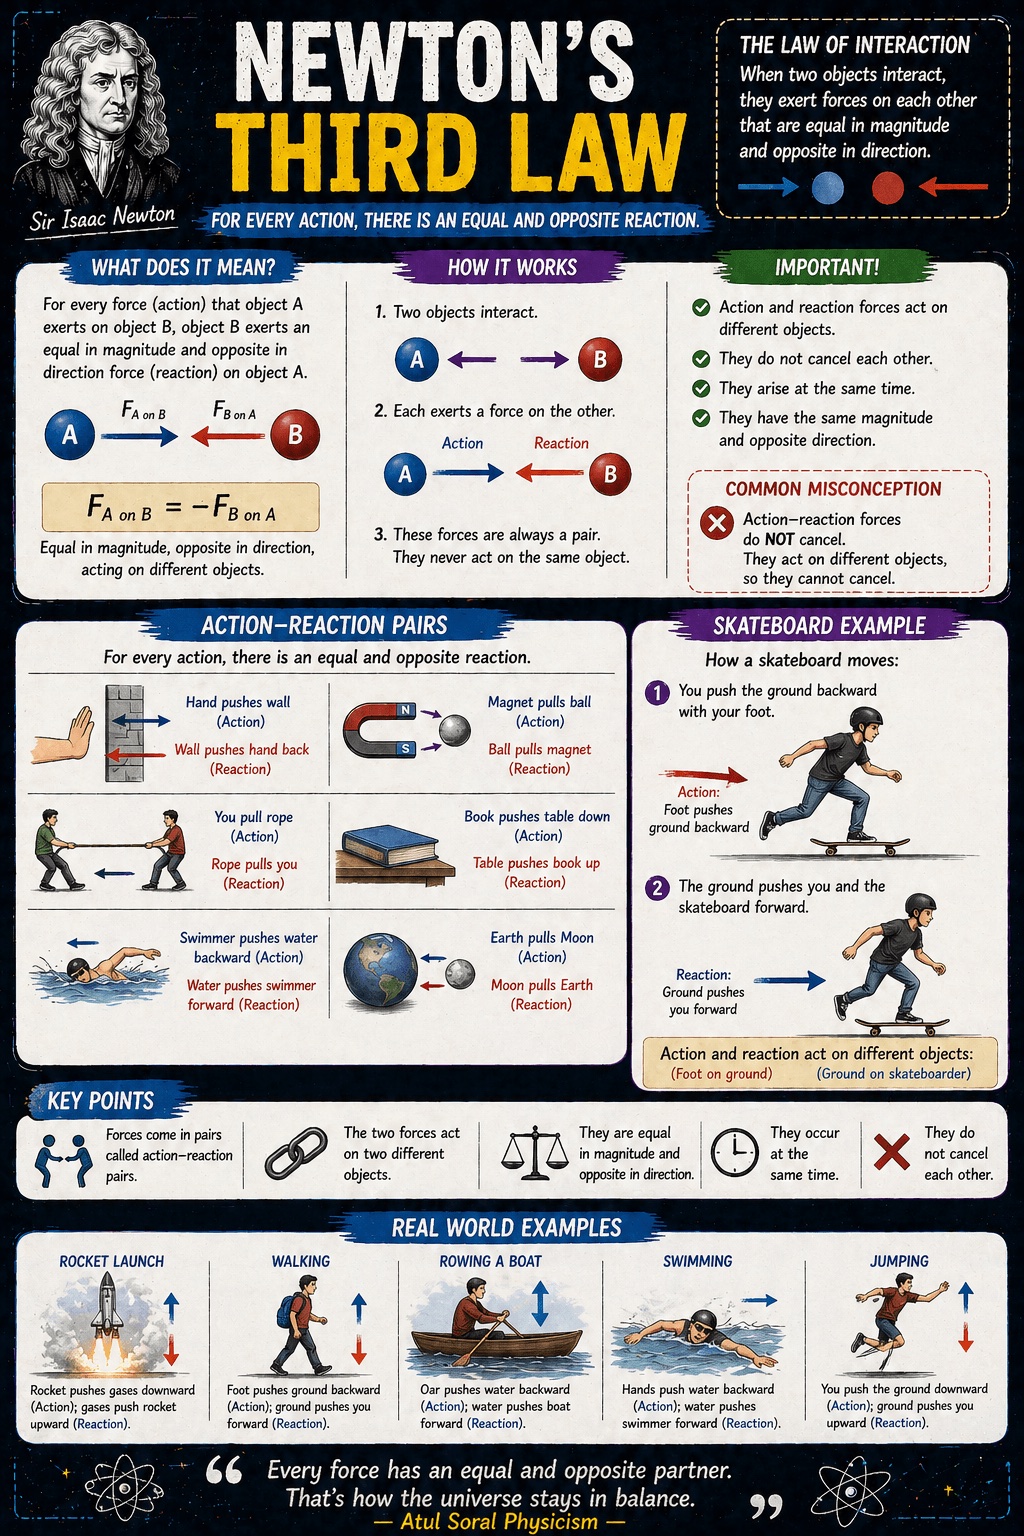 NEWTON'S
THIRD LAW
FOR EVERY ACTION, THERE IS AN EQUAL AND OPPOSITE REACTION.
Sir Isaac Newton
THE LAW OF INTERACTION
When two objects interact,
they exert forces on each other
that are equal in magnitude
and opposite in direction.
WHAT DOES IT MEAN?
For every force (action) that object A
exerts on object B, object B exerts an
equal in magnitude and opposite in
direction force (reaction) on object A.
A F A on B F B on A B
F A on B = −F B on A
Equal in magnitude, opposite in direction,
acting on different objects.
HOW IT WORKS
1. Two objects interact.
A B
2. Each exerts a force on the other.
Action Reaction
A B
3. These forces are always a pair.
They never act on the same object.
IMPORTANT!
Action and reaction forces act on
different objects.
They do not cancel each other.
They arise at the same time.
They have the same magnitude
and opposite direction.
COMMON MISCONCEPTION
Action–reaction forces
do NOT cancel.
They act on different objects,
so they cannot cancel.
ACTION–REACTION PAIRS
For every action, there is an equal and opposite reaction.
Hand pushes wall
(Action)
Wall pushes hand back
(Reaction)
N
S
Magnet pulls ball
(Action)
Ball pulls magnet
(Reaction)
You pull rope
(Action)
Rope pulls you
(Reaction)
Book pushes table down
(Action)
Table pushes book up
(Reaction)
Swimmer pushes water
backward (Action)
Water pushes swimmer
forward (Reaction)
Earth pulls Moon
(Action)
Moon pulls Earth
(Reaction)
SKATEBOARD EXAMPLE
How a skateboard moves:
1 You push the ground backward
with your foot.
Action:
Foot pushes
ground backward
2 The ground pushes you and the
skateboard forward.
Reaction:
Ground pushes
you forward
Action and reaction act on different objects:
(Foot on ground) (Ground on skateboarder)
KEY POINTS
Forces come in pairs
called action–reaction
pairs.
The two forces act
on two different
objects.
They are equal
in magnitude and
opposite in direction.
They occur
at the
same time.
They do
not cancel
each other.
REAL WORLD EXAMPLES
ROCKET LAUNCH
Rocket pushes gases downward
(Action); gases push rocket
upward (Reaction).
WALKING
Foot pushes ground backward
(Action); ground pushes you
forward (Reaction).
ROWING A BOAT
Oar pushes water backward
(Action); water pushes boat
forward (Reaction).
SWIMMING
Hands push water backward
(Action); water pushes
swimmer forward (Reaction).
JUMPING
You push the ground downward
(Action); ground pushes you
upward (Reaction).
“ Every force has an equal and opposite partner.
That's how the universe stays in balance. ”
— Atul Soral Physicism —